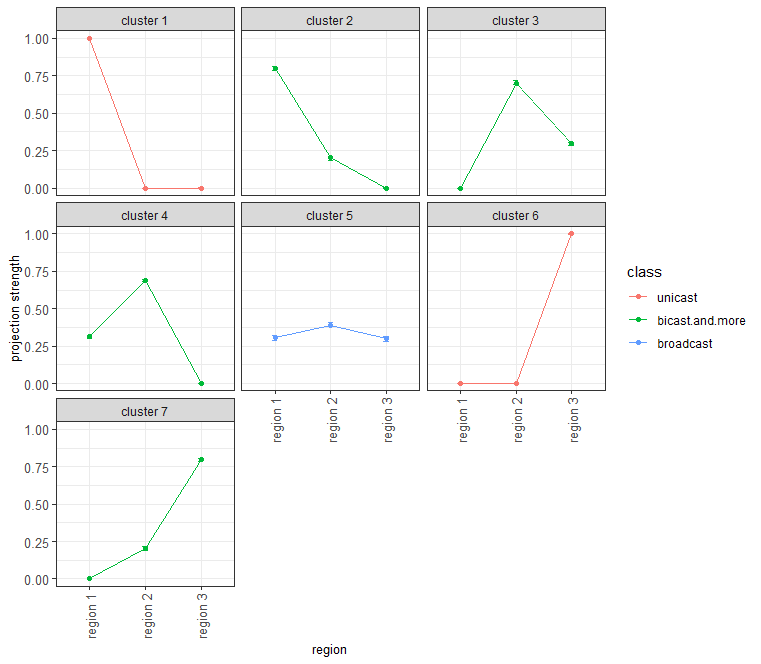 cluster 1 cluster 2 cluster 3
1.00
0.75
0.50
0.25
0.00
cluster 4 cluster 5 cluster 6
1.00
0.75
0.50
0.25
0.00
region 1 region 2 region 3 region 1 region 2 region 3
cluster 7
1.00
0.75
0.50
0.25
0.00
region 1 region 2 region 3
projection strength
region
class
unicast
bicast.and.more
broadcast